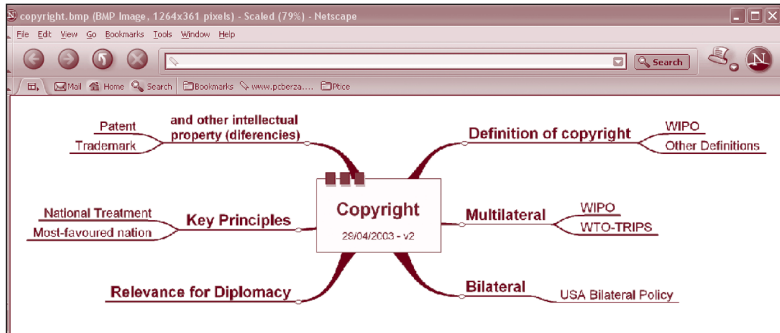 copyright.bmp (BMP Image, 1264x361 pixels) - Scaled (79%) - Netscape
File Edit View Go Bookmarks Tools Window Help
Search
Mail Home Search Bookmarks www.pcberza.... Ptice
and other intellectual
property (diferencies)
Patent
Trademark
Definition of copyright
WIPO
Other Definitions
Copyright
29/04/2003 - v2
Key Principles
National Treatment
Most-favoured nation
Multilateral
WIPO
WTO-TRIPS
Relevance for Diplomacy
Bilateral
USA Bilateral Policy